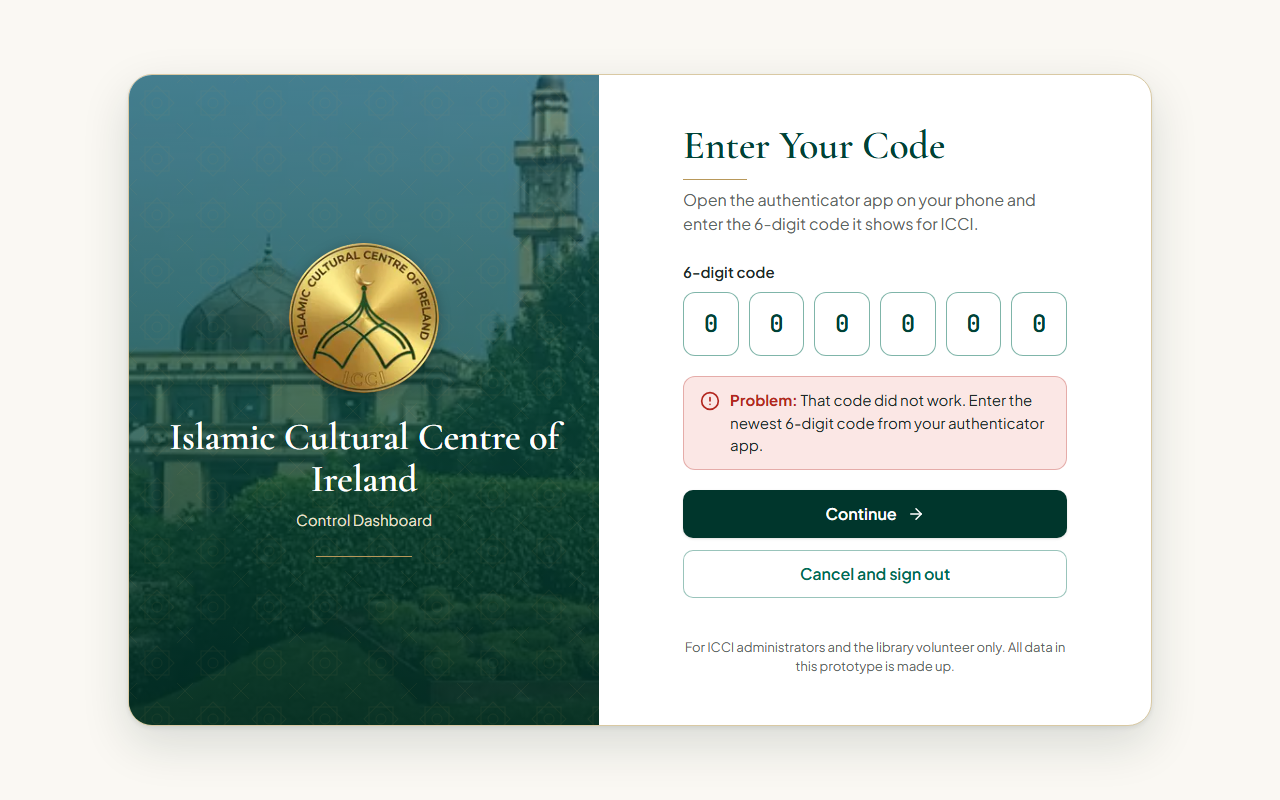 ISLAMIC CULTURAL CENTRE OF IRELAND
ICCI
Islamic Cultural Centre of
Ireland
Control Dashboard
Enter Your Code
Open the authenticator app on your phone and
enter the 6-digit code it shows for ICCI.
6-digit code
0 0 0 0 0 0
Problem: That code did not work. Enter the
newest 6-digit code from your authenticator
app.
Continue →
Cancel and sign out
For ICCI administrators and the library volunteer only. All data in
this prototype is made up.